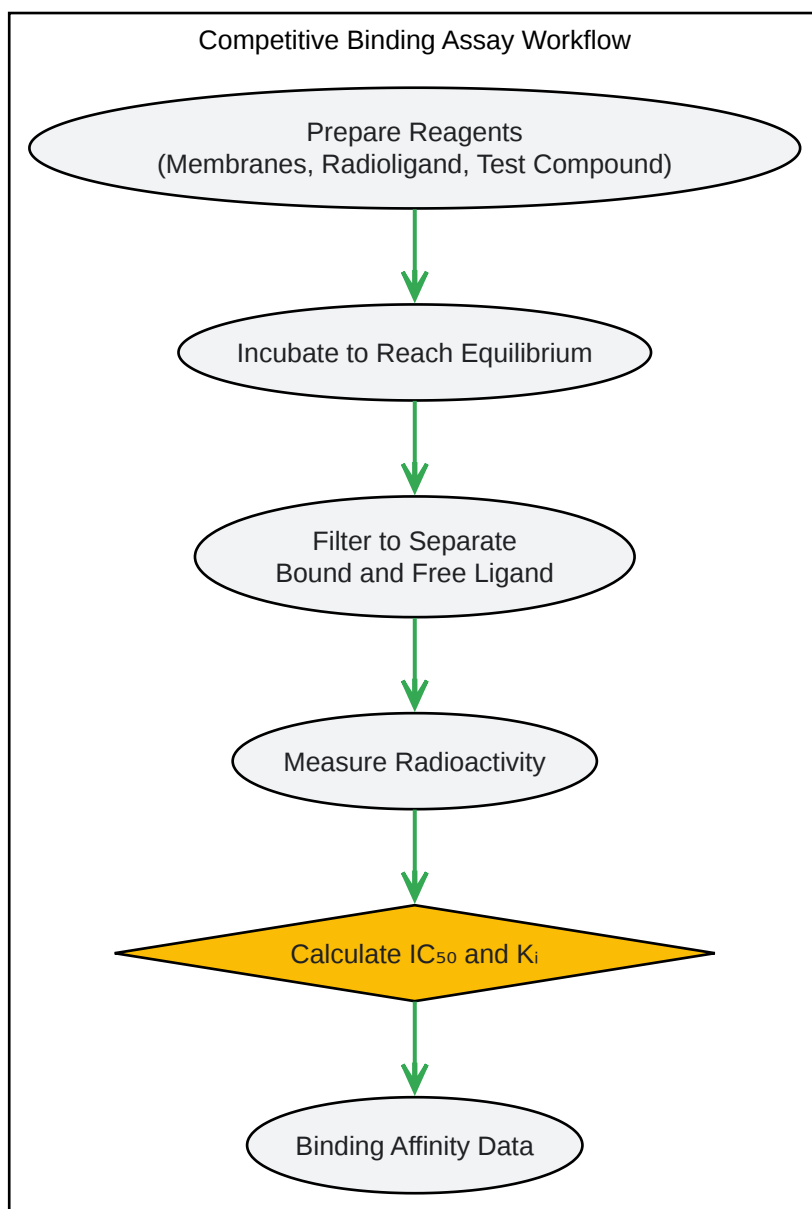 Competitive Binding Assay Workflow
Prepare Reagents
(Membranes, Radioligand, Test Compound)
Incubate to Reach Equilibrium
Filter to Separate
Bound and Free Ligand
Measure Radioactivity
Calculate IC₅₀ and Kᵢ
Binding Affinity Data